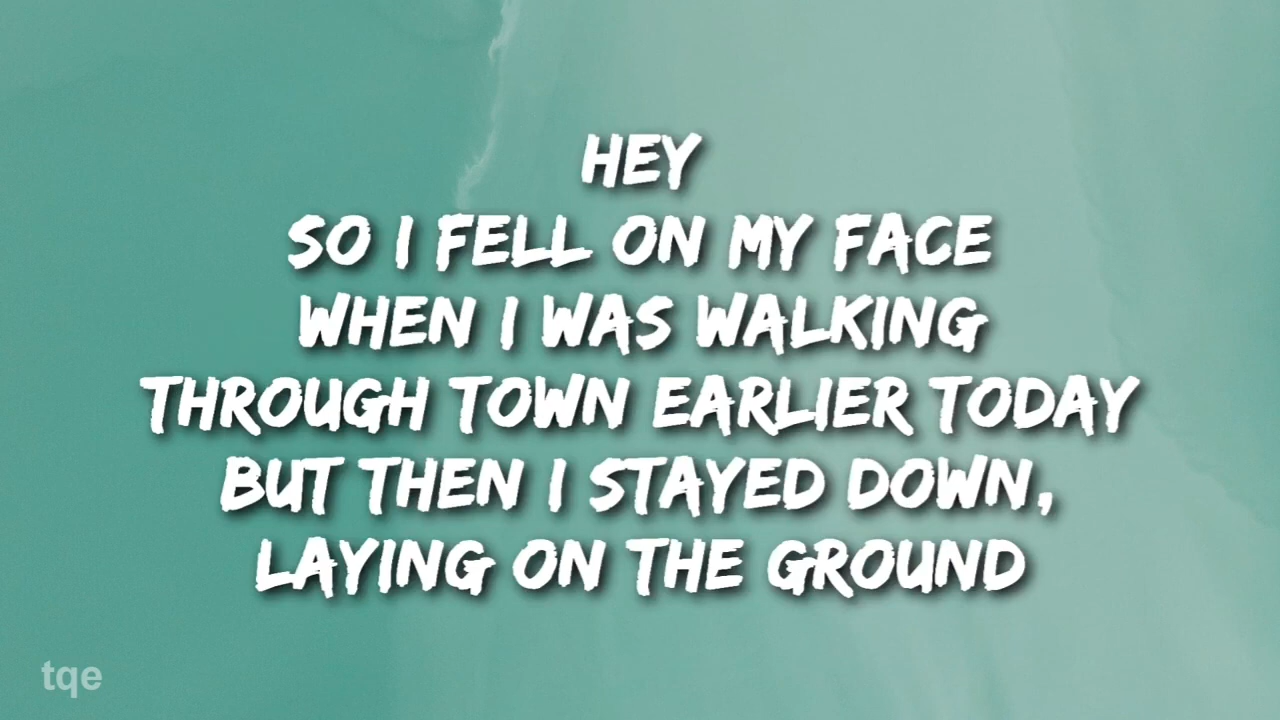 HEY
SO I FELL ON MY FACE
WHEN I WAS WALKING
THROUGH TOWN EARLIER TODAY
BUT THEN I STAYED DOWN,
LAYING ON THE GROUND
tqe